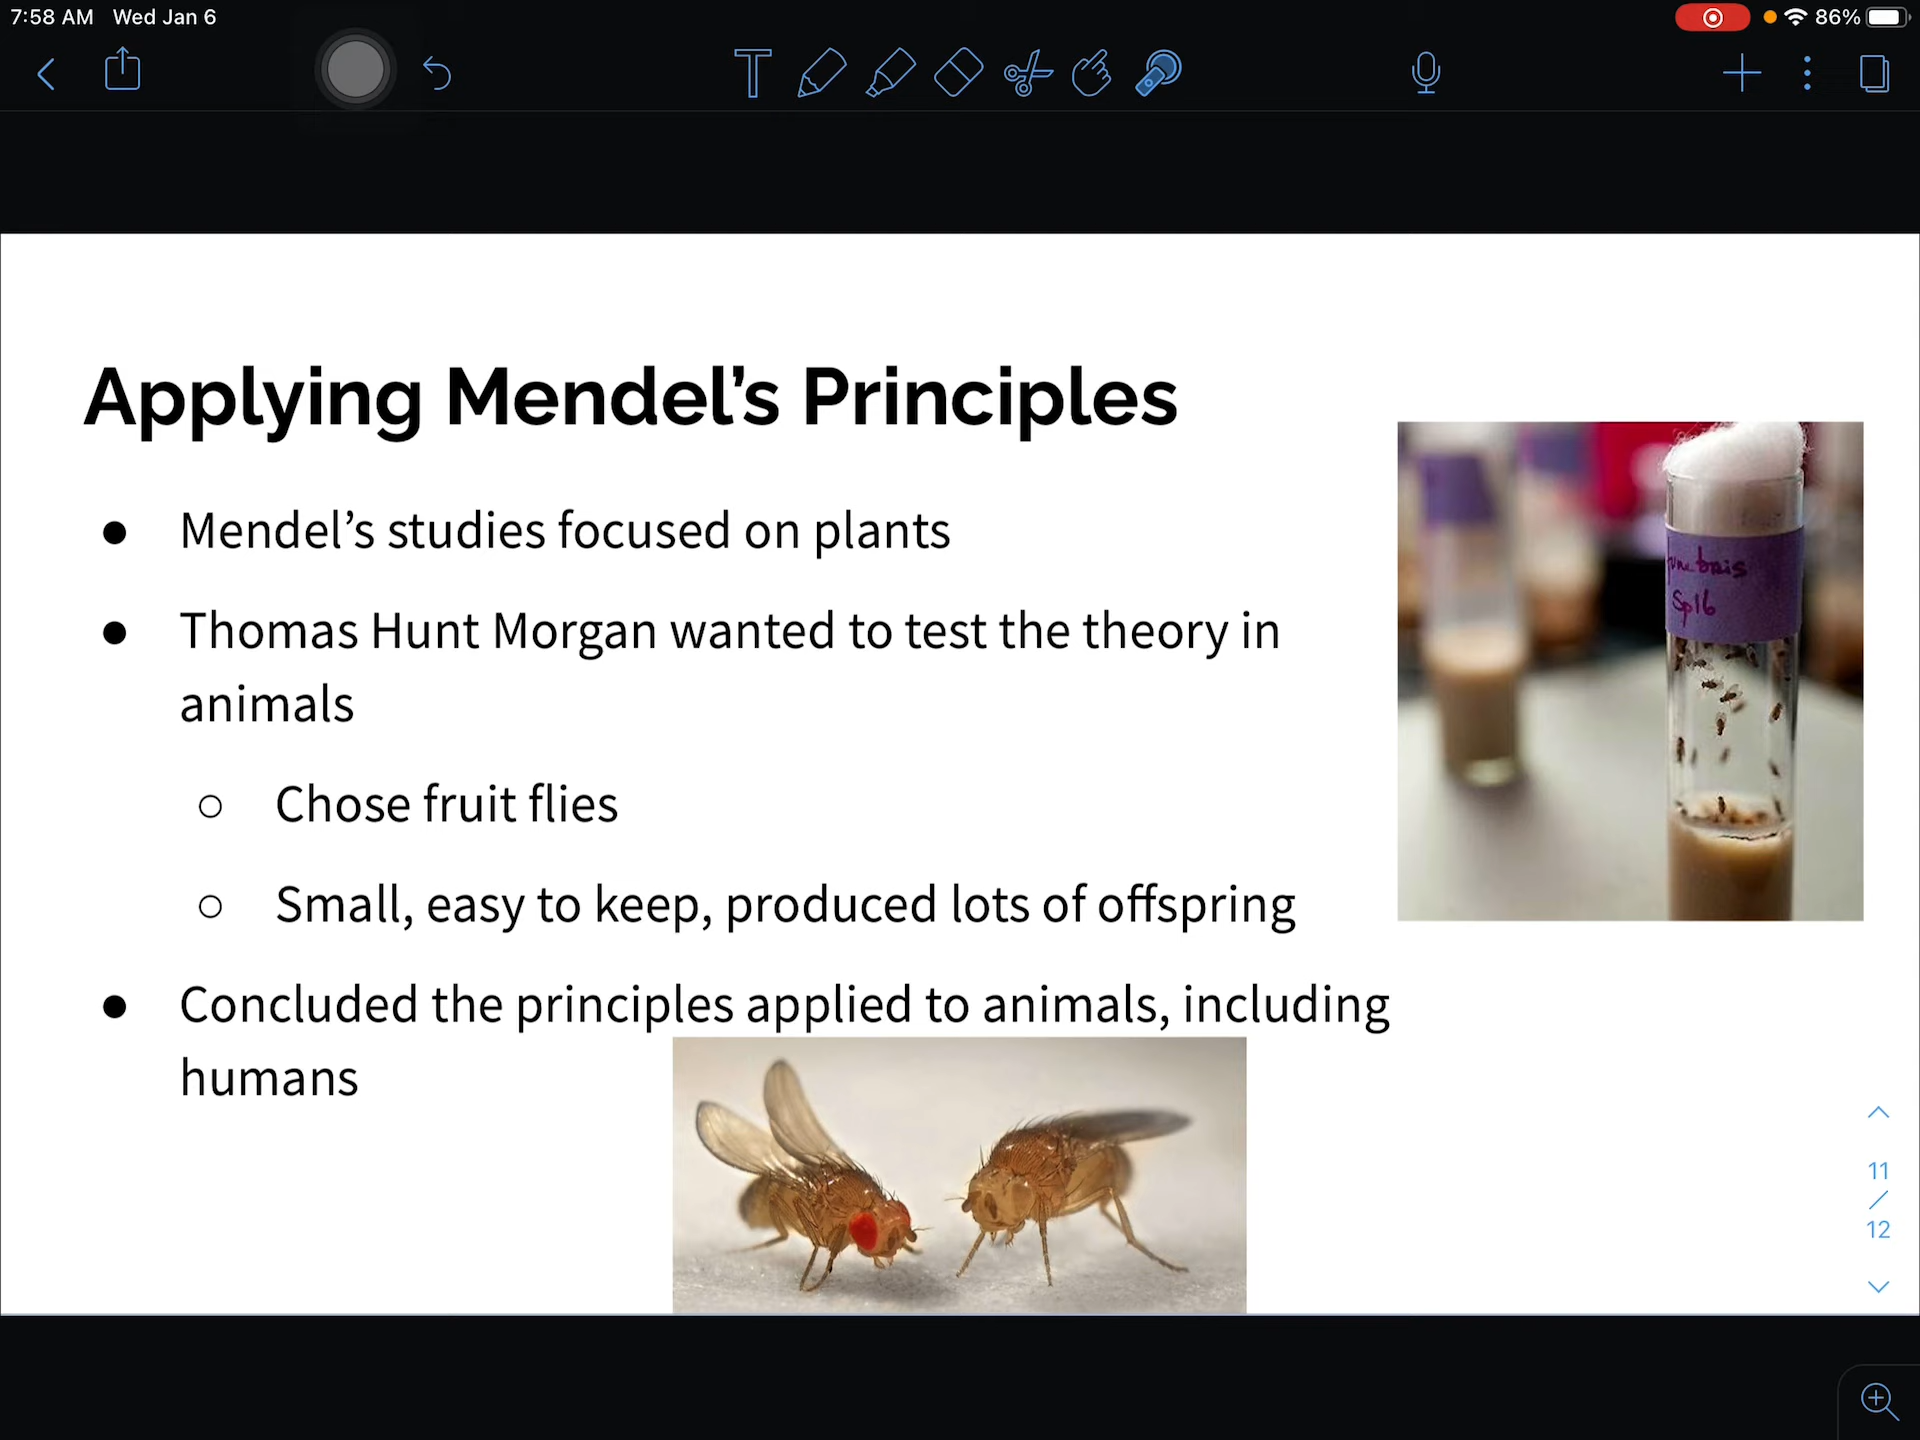 7:58 AM Wed Jan 6
86%
Applying Mendel’s Principles
● Mendel’s studies focused on plants
● Thomas Hunt Morgan wanted to test the theory in
animals
○ Chose fruit flies
○ Small, easy to keep, produced lots of offspring
● Concluded the principles applied to animals, including
humans
Sp16
11
/
12